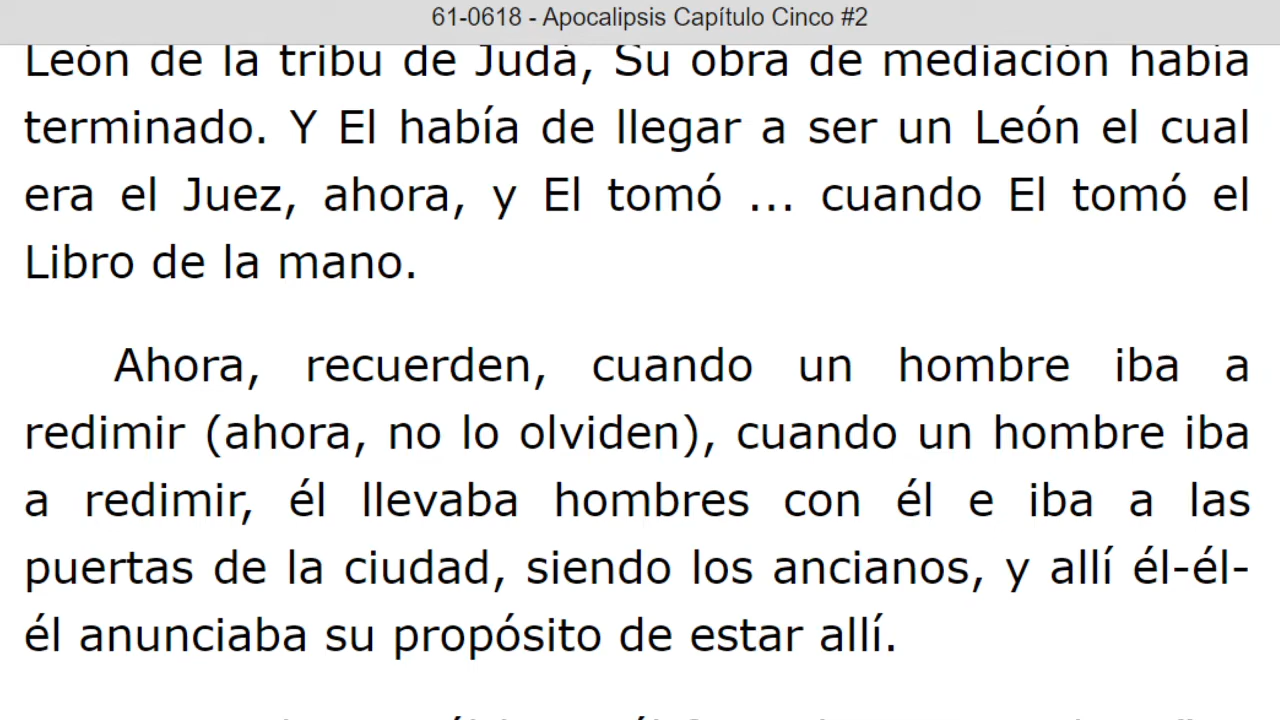 61-0618 - Apocalipsis Capítulo Cinco #2
León de la tribu de Judá, Su obra de mediación había
terminado. Y El había de llegar a ser un León el cual
era el Juez, ahora, y El tomó ... cuando El tomó el
Libro de la mano.
Ahora, recuerden, cuando un hombre iba a
redimir (ahora, no lo olviden), cuando un hombre iba
a redimir, él llevaba hombres con él e iba a las
puertas de la ciudad, siendo los ancianos, y allí él-él-
él anunciaba su propósito de estar allí.